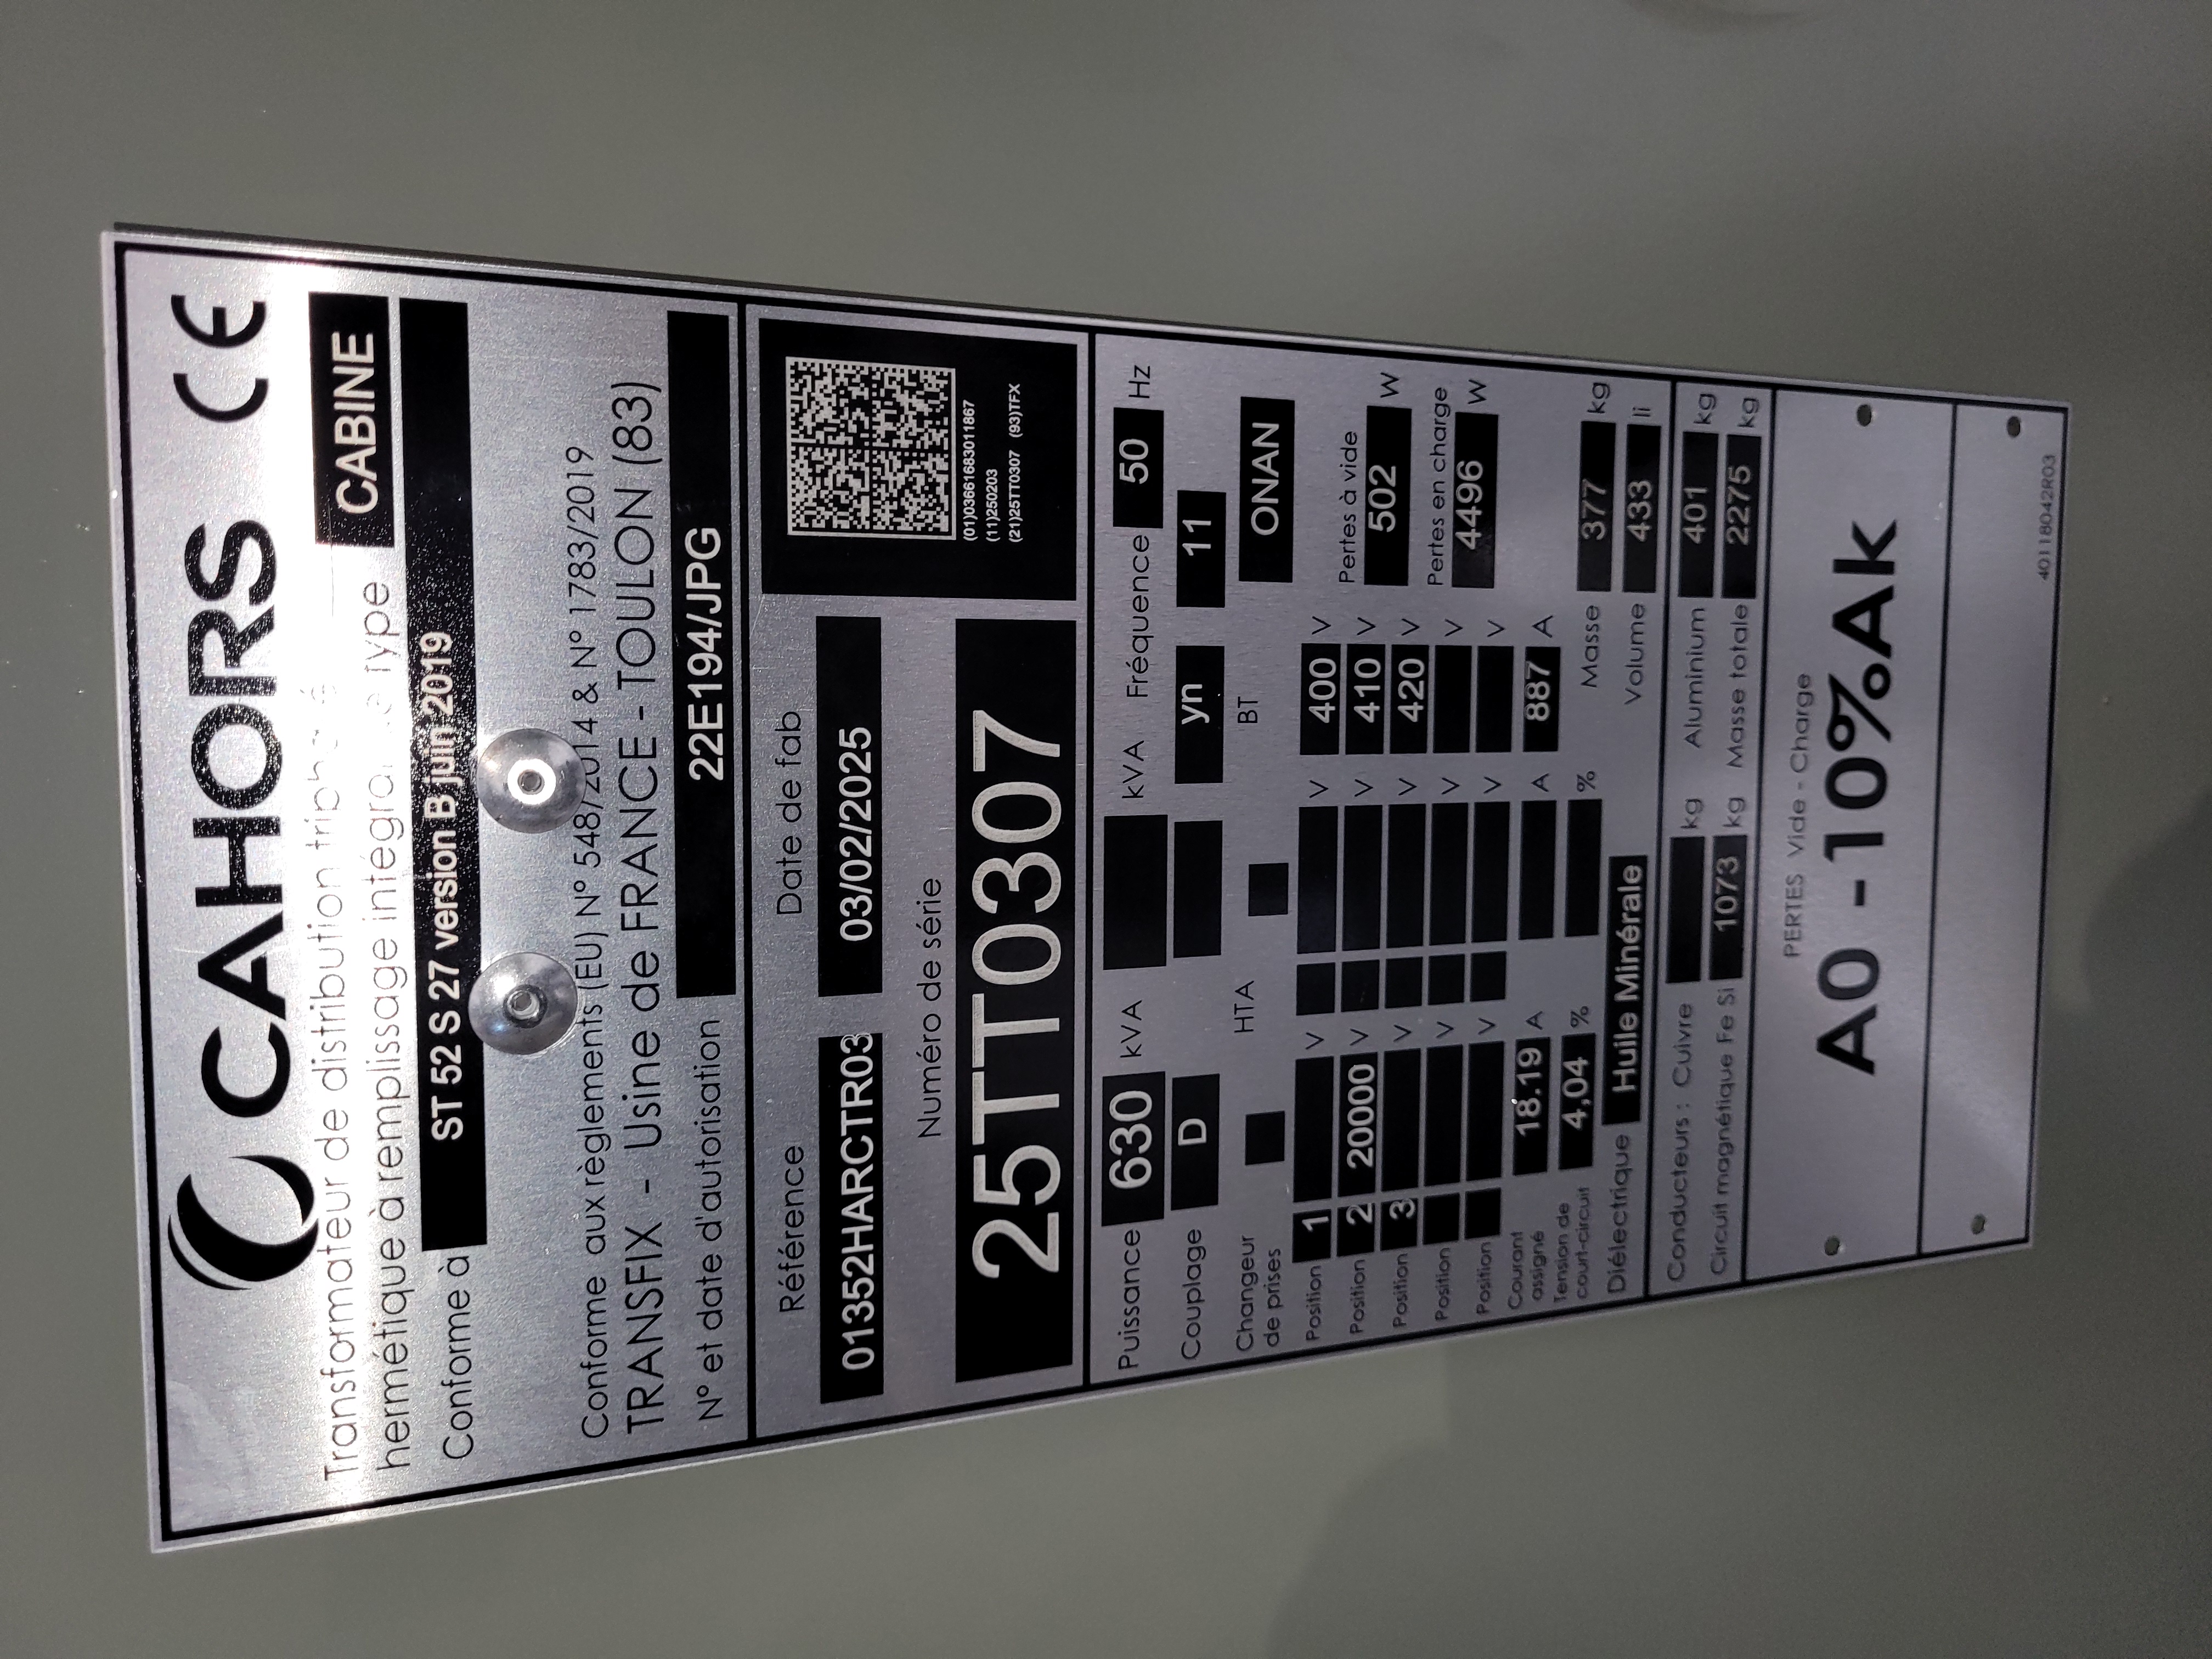 CAHORS CE
Transformateur de distribution
hermétique à remplissage type CABINE
Conforme à ST 52 S 27 version B juin 2019
Conforme aux règlements (EU) N° 548/2014 & N° 1783/2019
TRANSFIX - Usine de FRANCE - TOULON (83)
N° et date d'autorisation 22E194/JPG
Référence Date de fab
01352HARCTR03 03/02/2025
Numéro de série
25TT0307
(01)03661683011867
(11)250203
(21)25TT0307 (93)TFX
Puissance 630 kVA kVA Fréquence 50 Hz
Couplage D yn 11
Changeur de prises HTA BT ONAN
Position 1 V V 400 V
Position 2 20000 V V 410 V
Pertes à vide
502 W
Position 3 V V 420 V
Position V V V
Pertes en charge
4496 W
Position V V V
Courant assigné 18.19 A A 887 A
Tension de court-circuit 4,04 % % Masse 377 kg
Diélectrique Huile Minérale Volume 433 li
Conducteurs : Cuivre kg Aluminium 401 kg
Circuit magnétique Fe Si 1073 kg Masse totale 2275 kg
PERTES Vide - Charge
A0 -10%Ak
40118042R03